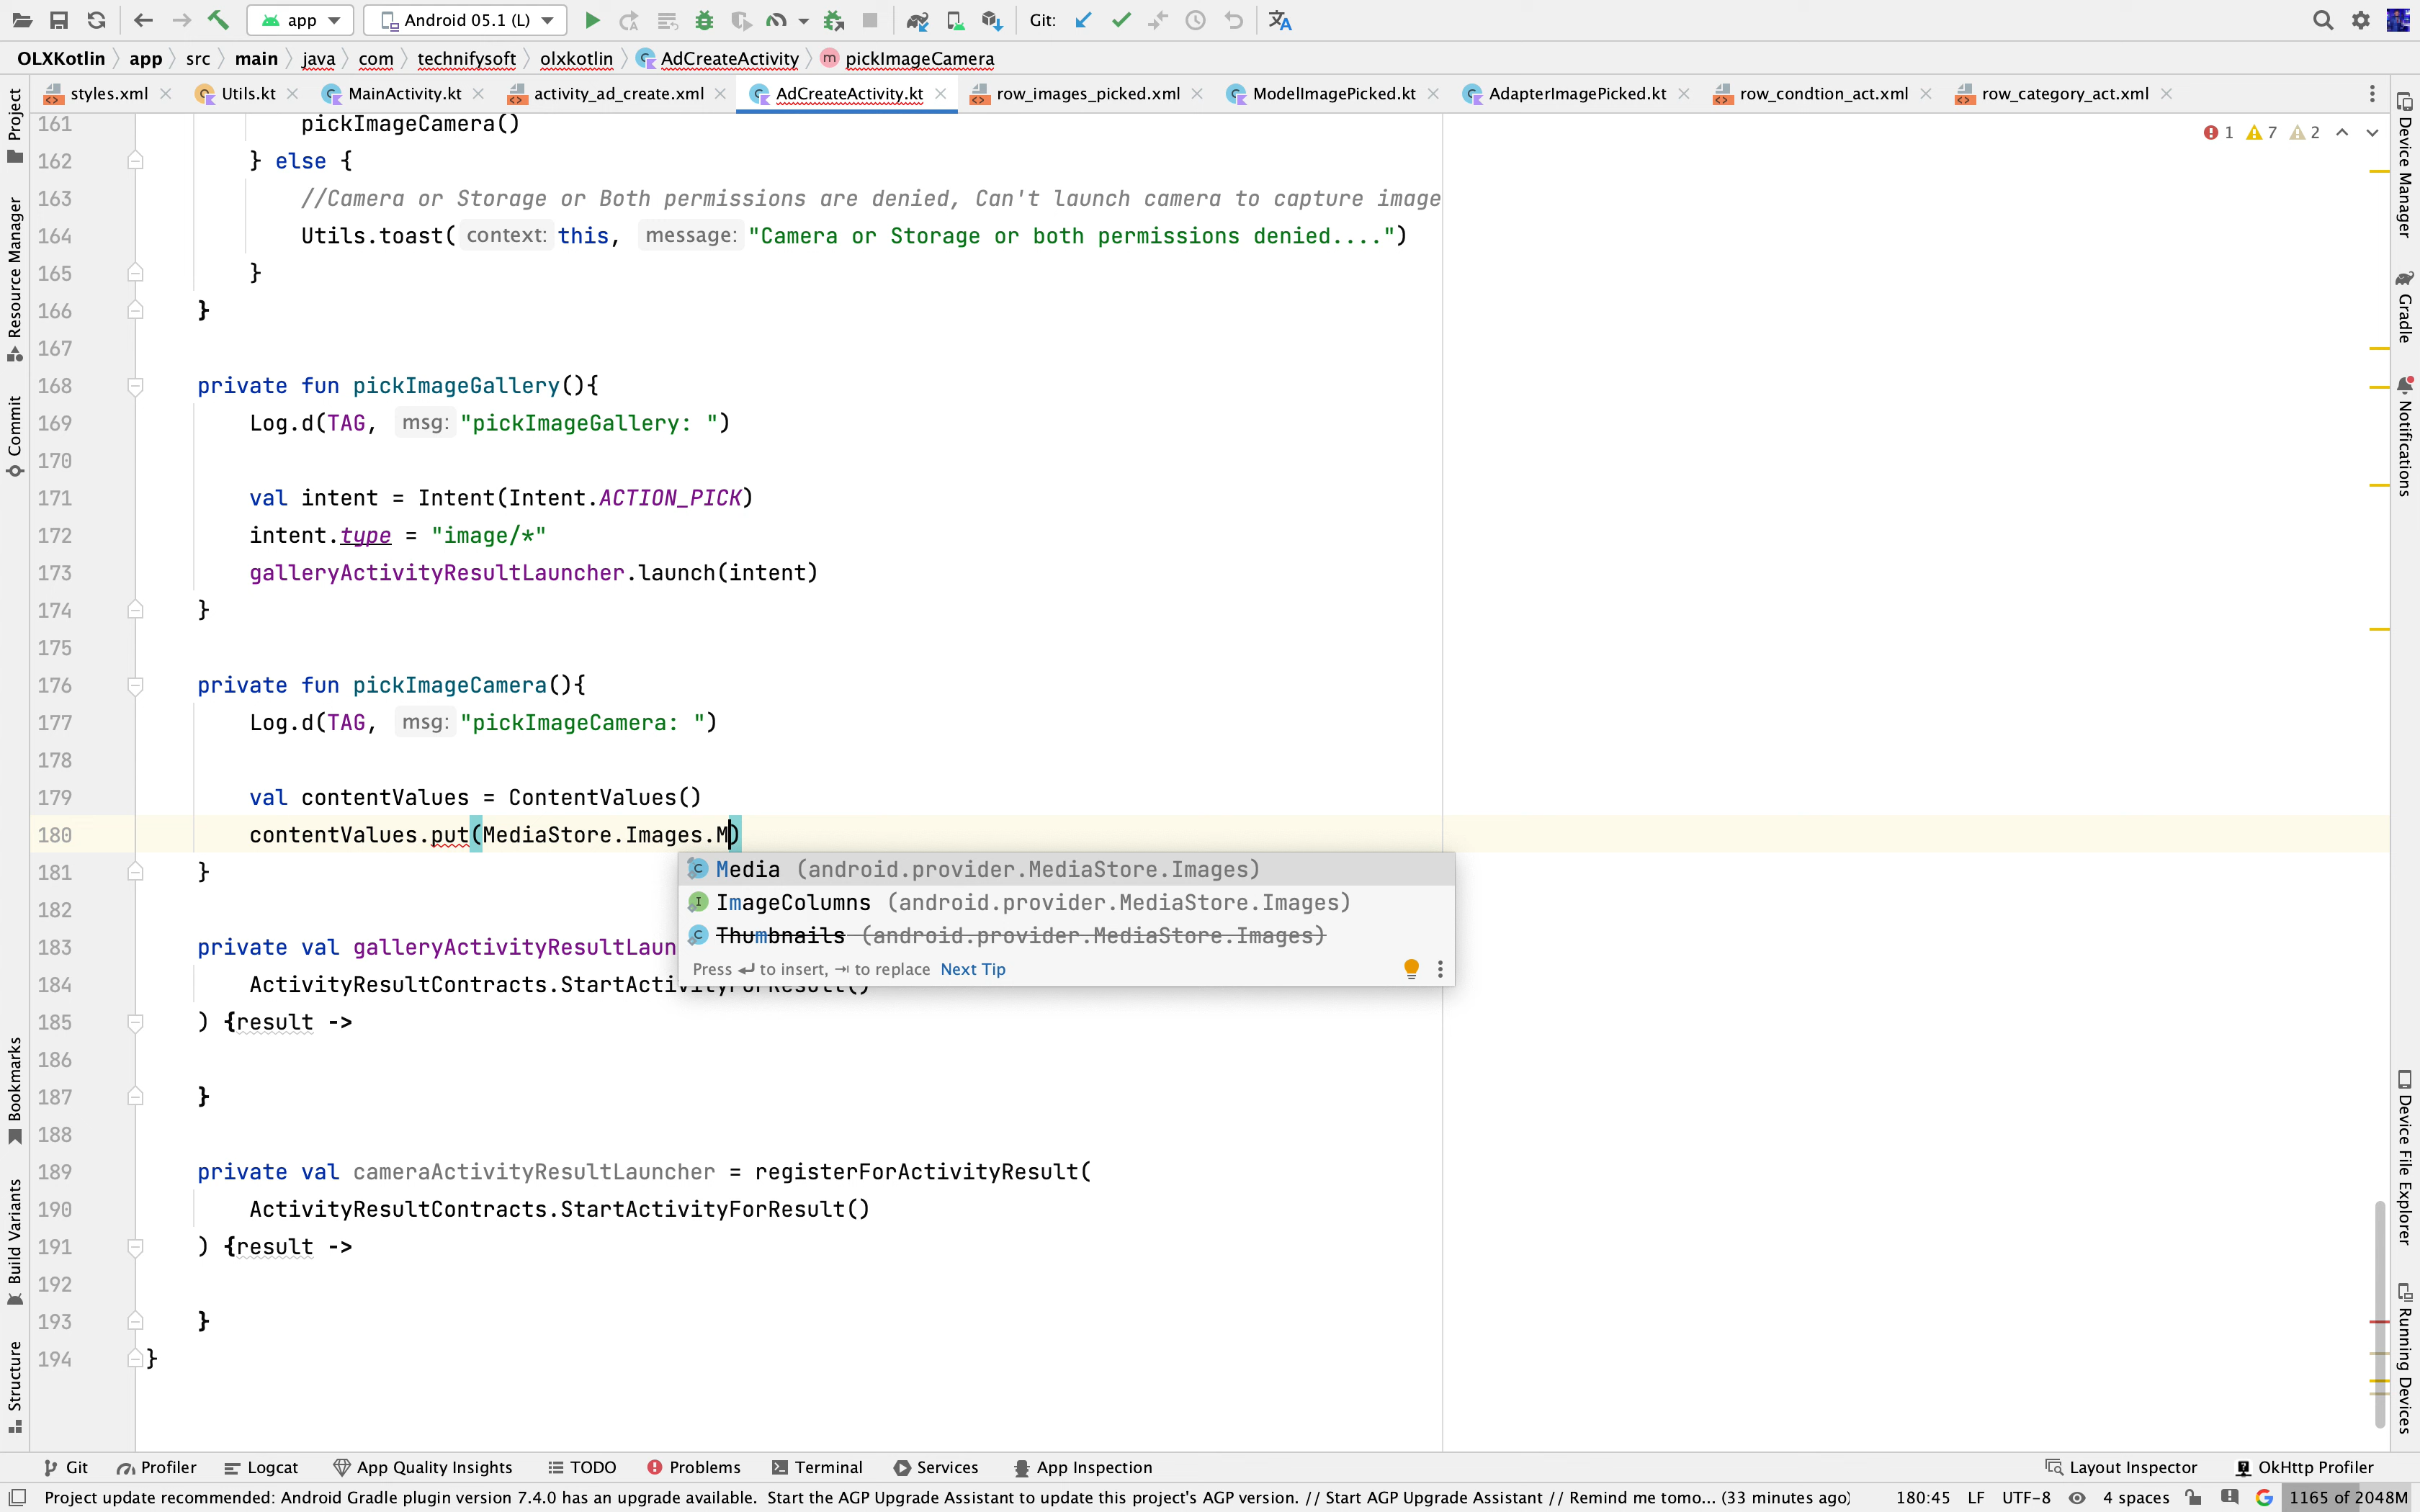 app Android 05.1 (L) Git:
OLXKotlin app src main java com technifysoft olxkotlin AdCreateActivity pickImageCamera
styles.xml Utils.kt MainActivity.kt activity_ad_create.xml AdCreateActivity.kt row_images_picked.xml ModelImagePicked.kt AdapterImagePicked.kt row_condtion_act.xml row_category_act.xml
1 7 2
161 pickImageCamera()
162 } else {
163 //Camera or Storage or Both permissions are denied, Can't launch camera to capture image
164 Utils.toast( context: this, message: "Camera or Storage or both permissions denied....")
165 }
166 }
167
168 private fun pickImageGallery(){
169 Log.d(TAG, msg: "pickImageGallery: ")
170
171 val intent = Intent(Intent.ACTION_PICK)
172 intent.type = "image/*"
173 galleryActivityResultLauncher.launch(intent)
174 }
175
176 private fun pickImageCamera(){
177 Log.d(TAG, msg: "pickImageCamera: ")
178
179 val contentValues = ContentValues()
180 contentValues.put(MediaStore.Images.M)
Media (android.provider.MediaStore.Images)
ImageColumns (android.provider.MediaStore.Images)
Thumbnails (android.provider.MediaStore.Images)
Press ↵ to insert, ⇥ to replace Next Tip
181 }
182
183 private val galleryActivityResultLaun
184 ActivityResultContracts.StartActivityForResult()
185 ) {result ->
186
187 }
188
189 private val cameraActivityResultLauncher = registerForActivityResult(
190 ActivityResultContracts.StartActivityForResult()
191 ) {result ->
192
193 }
194 }
Project
Resource Manager
Commit
Bookmarks
Build Variants
Structure
Device Manager
Gradle
Notifications
Device File Explorer
Running Devices
Git Profiler Logcat App Quality Insights TODO Problems Terminal Services App Inspection Layout Inspector OkHttp Profiler
Project update recommended: Android Gradle plugin version 7.4.0 has an upgrade available. Start the AGP Upgrade Assistant to update this project's AGP version. // Start AGP Upgrade Assistant // Remind me tomo... (33 minutes ago) 180:45 LF UTF-8 4 spaces 1165 of 2048M